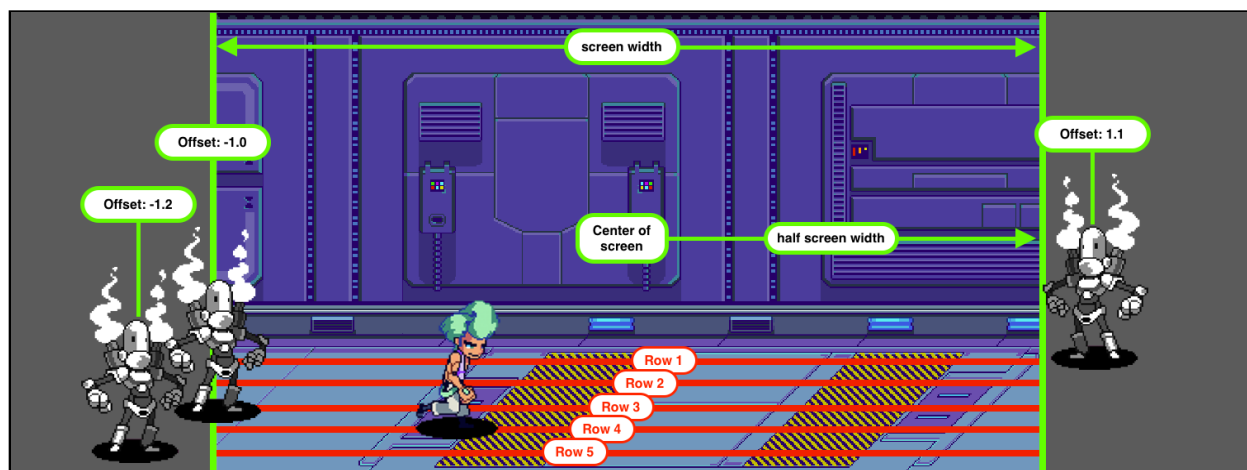 screen width
Offset: -1.0
Offset: 1.1
Offset: -1.2
Center of
screen
half screen width
Row 1
Row 2
Row 3
Row 4
Row 5